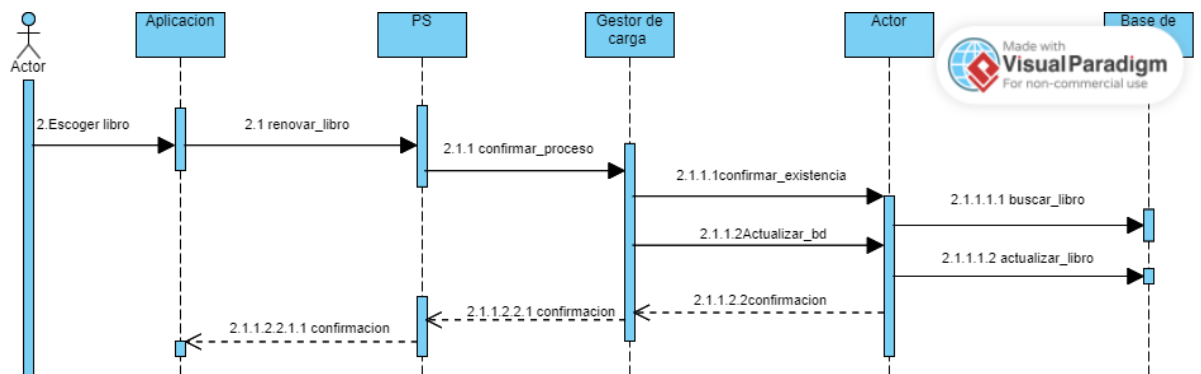 Aplicacion
PS
Gestor de
carga
Actor
Base de
Actor
Made with
Visual Paradigm
For non-commercial use
2.Escoger libro
2.1 renovar_libro
2.1.1 confirmar_proceso
2.1.1.1confirmar_existencia
2.1.1.1.1 buscar_libro
2.1.1.2Actualizar_bd
2.1.1.1.2 actualizar_libro
2.1.1.2.2confirmacion
2.1.1.2.2.1 confirmacion
2.1.1.2.2.1.1 confirmacion